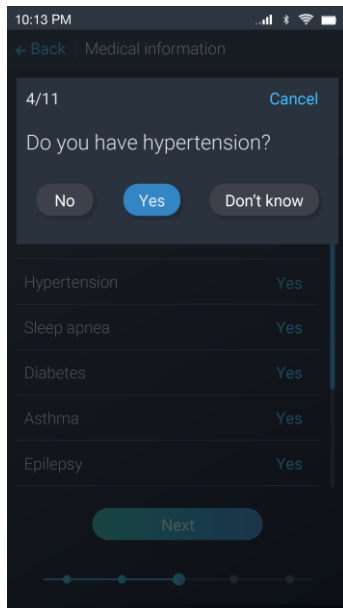 10:13 PM
← Back | Medical information
4/11 Cancel
Do you have hypertension?
No Yes Don't know
Hypertension Yes
Sleep apnea Yes
Diabetes Yes
Asthma Yes
Epilepsy Yes
Next